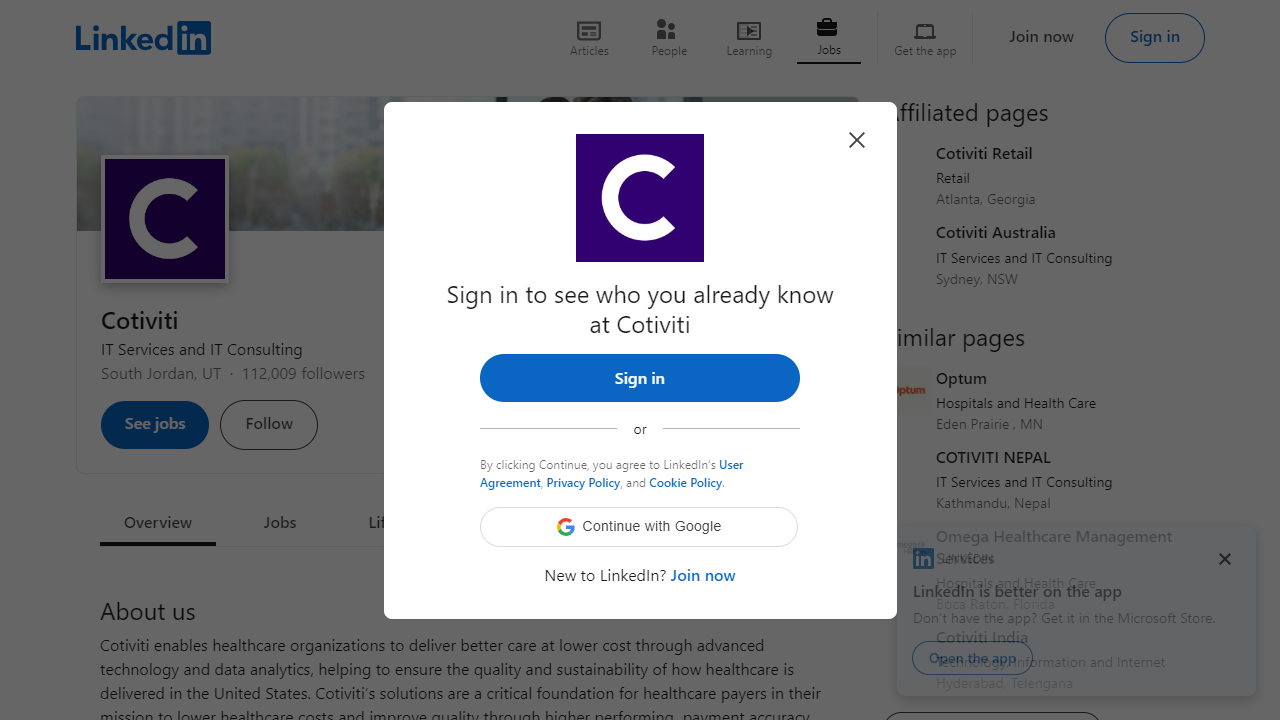 Linked in
Articles
People
Learning
Jobs
Get the app
Join now
Sign in
Cotiviti
IT Services and IT Consulting
South Jordan, UT · 112,009 followers
See jobs
Follow
Overview
Jobs
About us
Cotiviti enables healthcare organizations to deliver better care at lower cost through advanced
technology and data analytics, helping to ensure the quality and sustainability of how healthcare is
delivered in the United States. Cotiviti's solutions are a critical foundation for healthcare payers in their
mission to lower healthcare costs and improve quality through higher performing, payment accuracy,
C
Sign in to see who you already know
at Cotiviti
Sign in
or
By clicking Continue, you agree to LinkedIn's User
Agreement, Privacy Policy, and Cookie Policy.
Continue with Google
New to LinkedIn? Join now
Affiliated pages
Cotiviti Retail
Retail
Atlanta, Georgia
Cotiviti Australia
IT Services and IT Consulting
Sydney, NSW
pages
Optum
Hospitals and Health Care
Eden Prairie , MN
COTIVITI NEPAL
IT Services and IT Consulting
Kathmandu, Nepal
Omega Healthcare Management
Services
Hospitals and Health Care
Boca Raton, Florida
Cotiviti India
Technology, Information and Internet
Hyderabad, Telengana
LINKEDIN
LinkedIn is better on the app
Don't have the app? Get it in the Microsoft Store.
Open the app